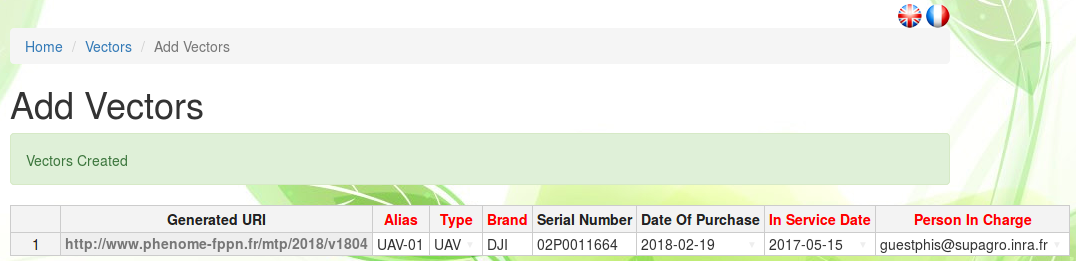 Home / Vectors / Add Vectors
Add Vectors
Vectors Created
Generated URI Alias Type Brand Serial Number Date Of Purchase In Service Date Person In Charge
1 http://www.phenome-fppn.fr/mtp/2018/v1804 UAV-01 UAV DJI 02P0011664 2018-02-19 2017-05-15 guestphis@supagro.inra.fr